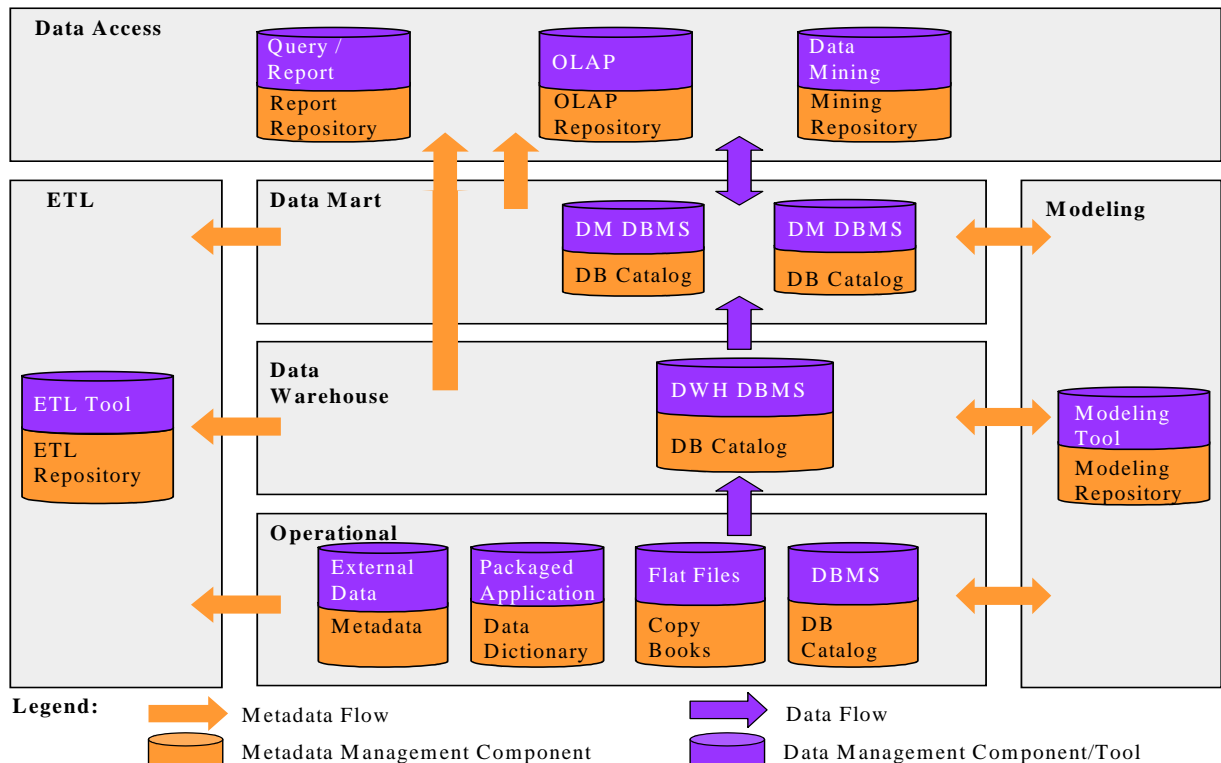 Data Access
Query /
Report
Report
Repository
OLAP
OLAP
Repository
Data
Mining
Mining
Repository
ETL
ETL Tool
ETL
Repository
Data Mart
DM DBMS
DB Catalog
DM DBMS
DB Catalog
Modeling
Modeling
Tool
Modeling
Repository
Data
Warehouse
DWH DBMS
DB Catalog
Operational
External
Data
Metadata
Packaged
Application
Data
Dictionary
Flat Files
Copy
Books
DBMS
DB
Catalog
Legend:
Metadata Flow
Data Flow
Metadata Management Component
Data Management Component/Tool